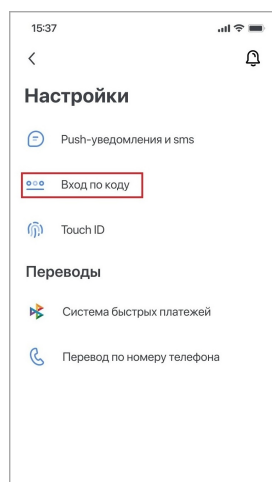 15:37
Настройки
Push-уведомления и sms
Вход по коду
Touch ID
Переводы
Система быстрых платежей
Перевод по номеру телефона